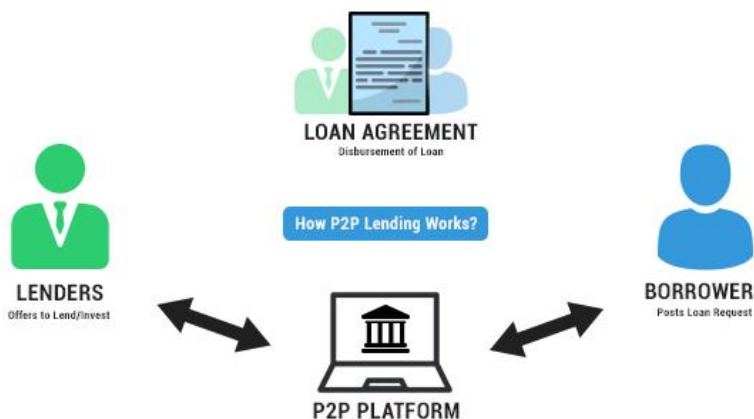 LOAN AGREEMENT
Disbursement of Loan
How P2P Lending Works?
LENDERS
Offers to Lend/Invest
BORROWER
Posts Loan Request
P2P PLATFORM